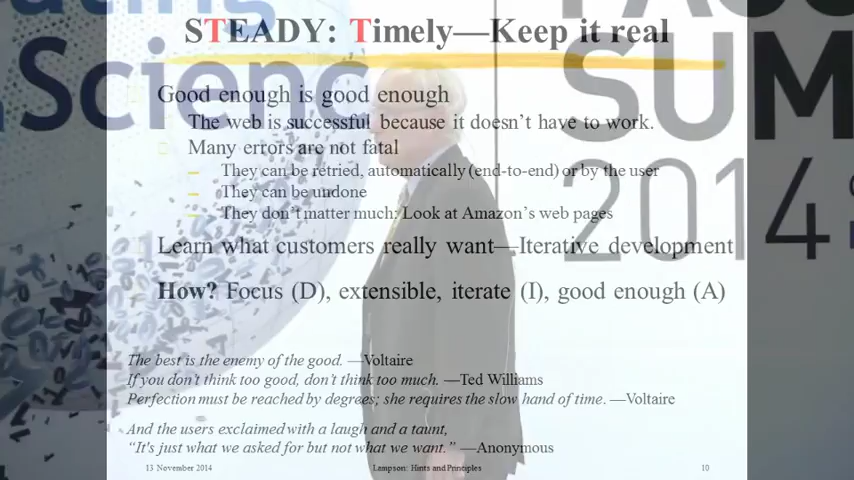 STEADY: Timely—Keep it real
Good enough is good enough
The web is successful because it doesn't have to work.
Many errors are not fatal
They can be retried, automatically (end-to-end) or by the user
They can be undone
They don't matter much: Look at Amazon's web pages
Learn what customers really want—Iterative development
How? Focus (D), extensible, iterate (I), good enough (A)
The best is the enemy of the good. —Voltaire
If you don't think too good, don't think too much. —Ted Williams
Perfection must be reached by degrees; she requires the slow hand of time. —Voltaire
And the users exclaimed with a laugh and a taunt,
“It's just what we asked for but not what we want.” —Anonymous
13 November 2014 Lampson: Hints and Principles 10
Science
SUM
2014